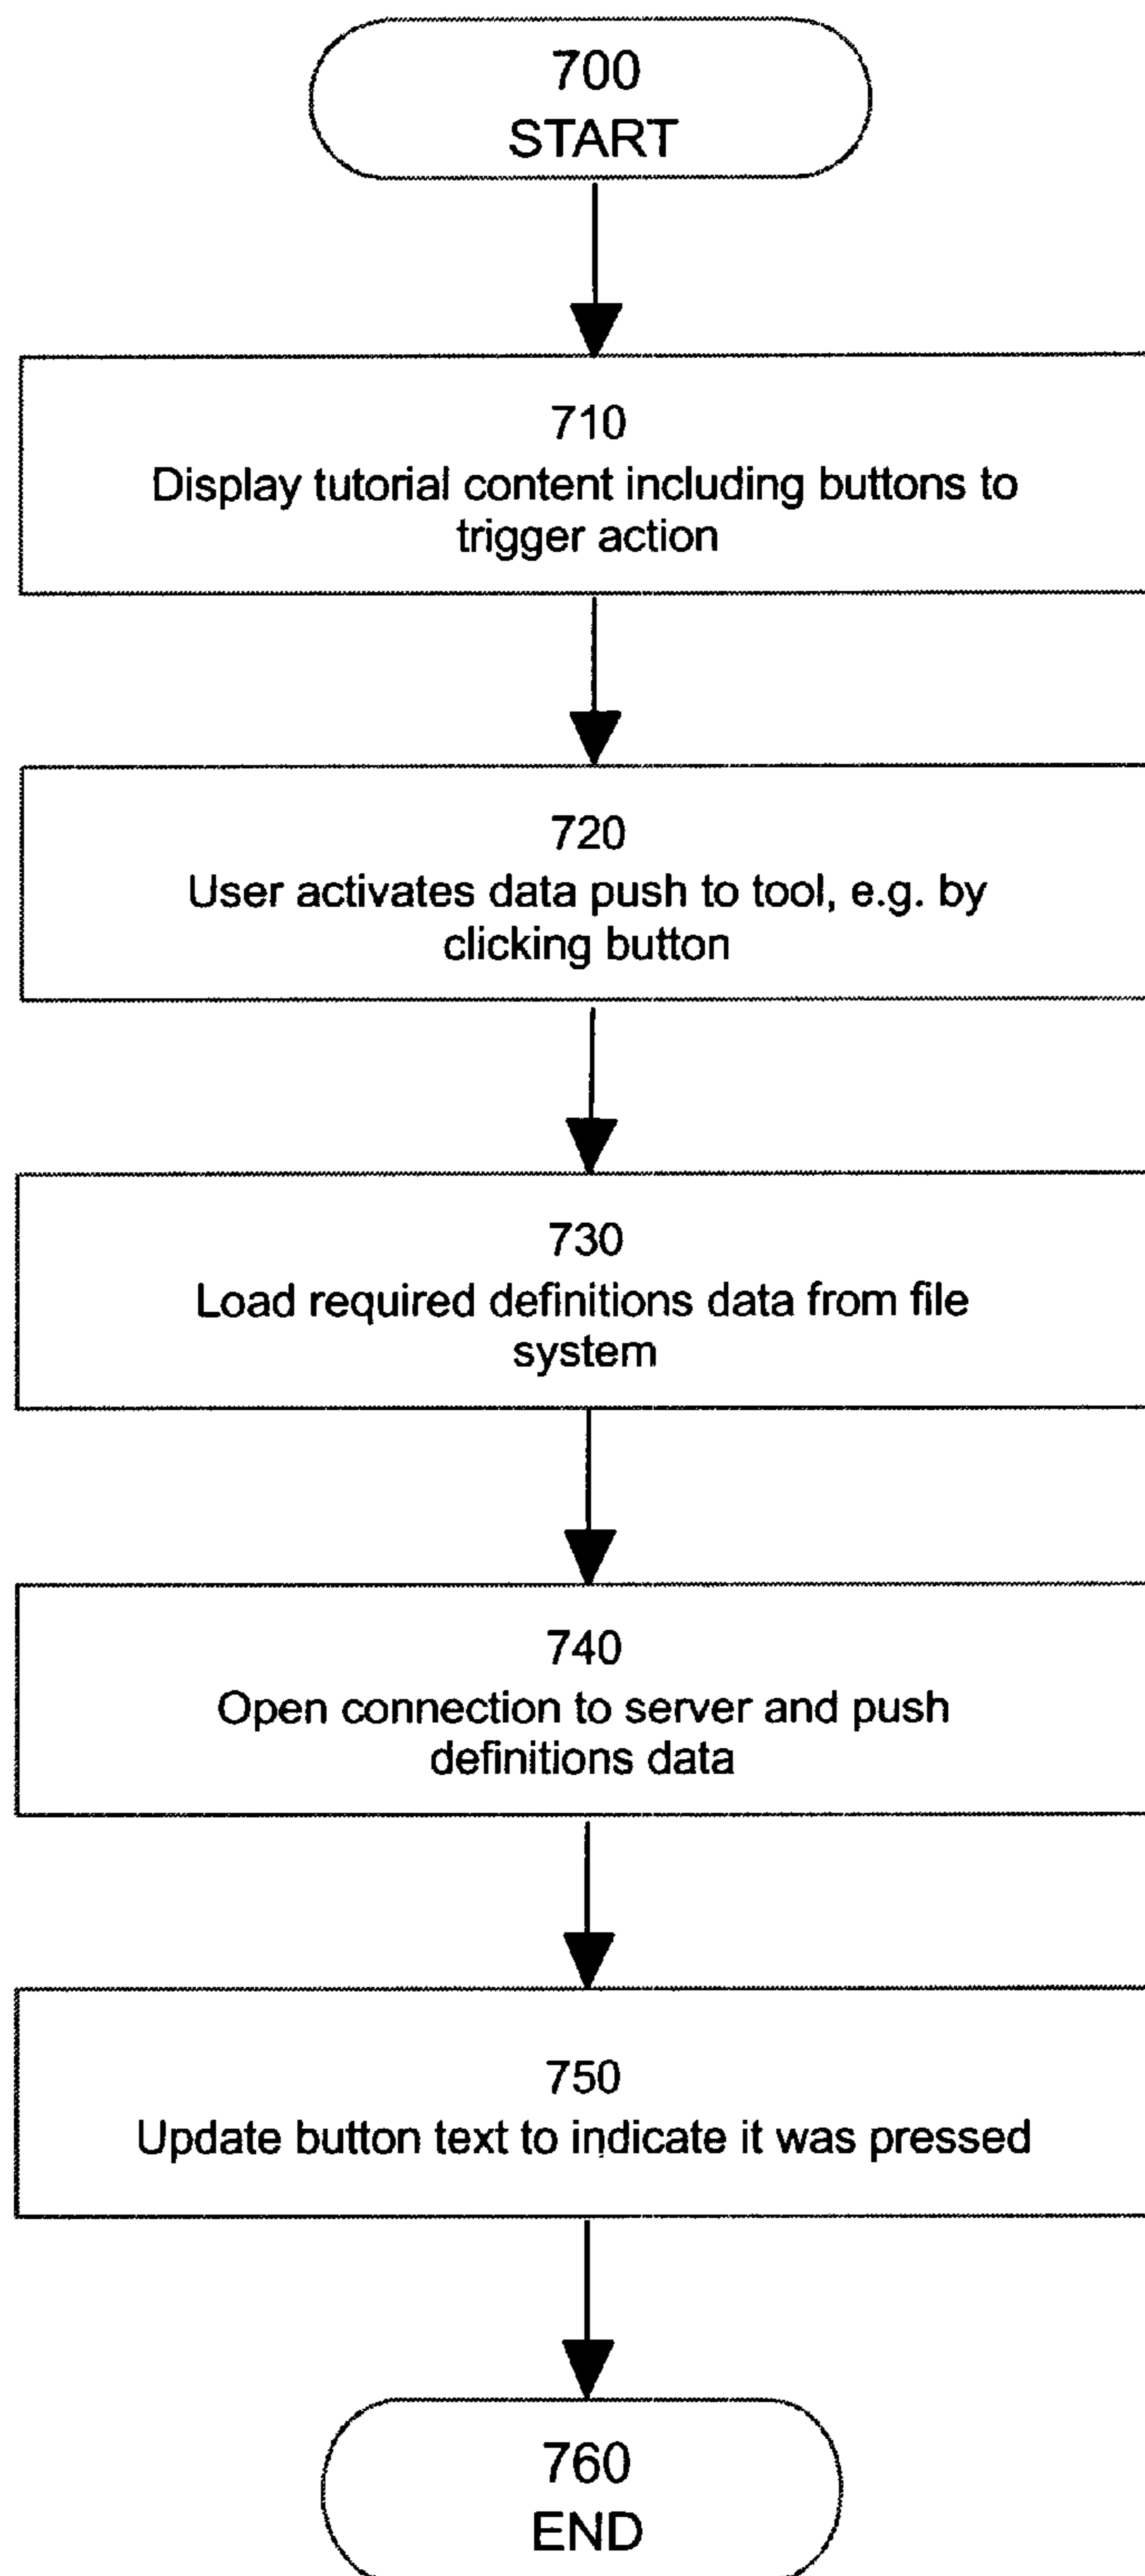 700
START
710
Display tutorial content including buttons to
trigger action
720
User activates data push to tool, e.g. by
clicking button
730
Load required definitions data from file
system
740
Open connection to server and push
definitions data
750
Update button text to indicate it was pressed
760
END